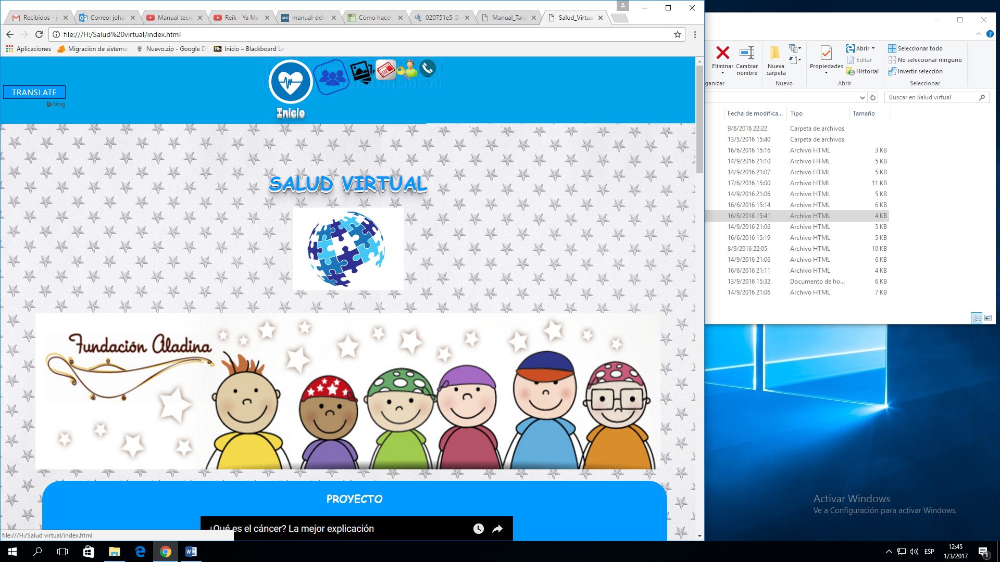 Recibidos - j
Correo: joha
Manual tecn
Reik - Ya Me
manual-del-
Cómo hacer
020751e5-53
Manual_Tarje
Salud_Virtua
file:///H:/Salud%20virtual/index.html
Aplicaciones
Migración de sistema
Nuevo.zip - Google D
Inicio – Blackboard Le
TRANSLATE
bing
Inicio
SALUD VIRTUAL
Fundación Aladina
PROYECTO
¿Qué es el cáncer? La mejor explicación
file:///H:/Salud virtual/index.html
Eliminar
Cambiar nombre
ganizar
Nueva carpeta
Nuevo
Propiedades
Abrir
Editar
Historial
Abrir
Seleccionar todo
No seleccionar ninguno
Invertir selección
Seleccionar
Buscar en Salud virtual
Fecha de modifica... Tipo Tamaño
9/6/2016 22:22 Carpeta de archivos
13/5/2016 15:40 Carpeta de archivos
16/6/2016 15:16 Archivo HTML 3 KB
14/9/2016 21:10 Archivo HTML 5 KB
14/9/2016 21:07 Archivo HTML 5 KB
17/6/2016 15:00 Archivo HTML 11 KB
14/9/2016 21:06 Archivo HTML 5 KB
16/6/2016 15:14 Archivo HTML 6 KB
16/6/2016 15:41 Archivo HTML 4 KB
14/9/2016 21:06 Archivo HTML 5 KB
16/6/2016 15:19 Archivo HTML 5 KB
8/9/2016 22:05 Archivo HTML 10 KB
14/9/2016 21:06 Archivo HTML 6 KB
16/6/2016 21:11 Archivo HTML 4 KB
13/9/2016 15:32 Documento de ho... 6 KB
14/9/2016 21:06 Archivo HTML 7 KB
Activar Windows
Ve a Configuración para activar Windows.
ESP
12:45
1/3/2017
1